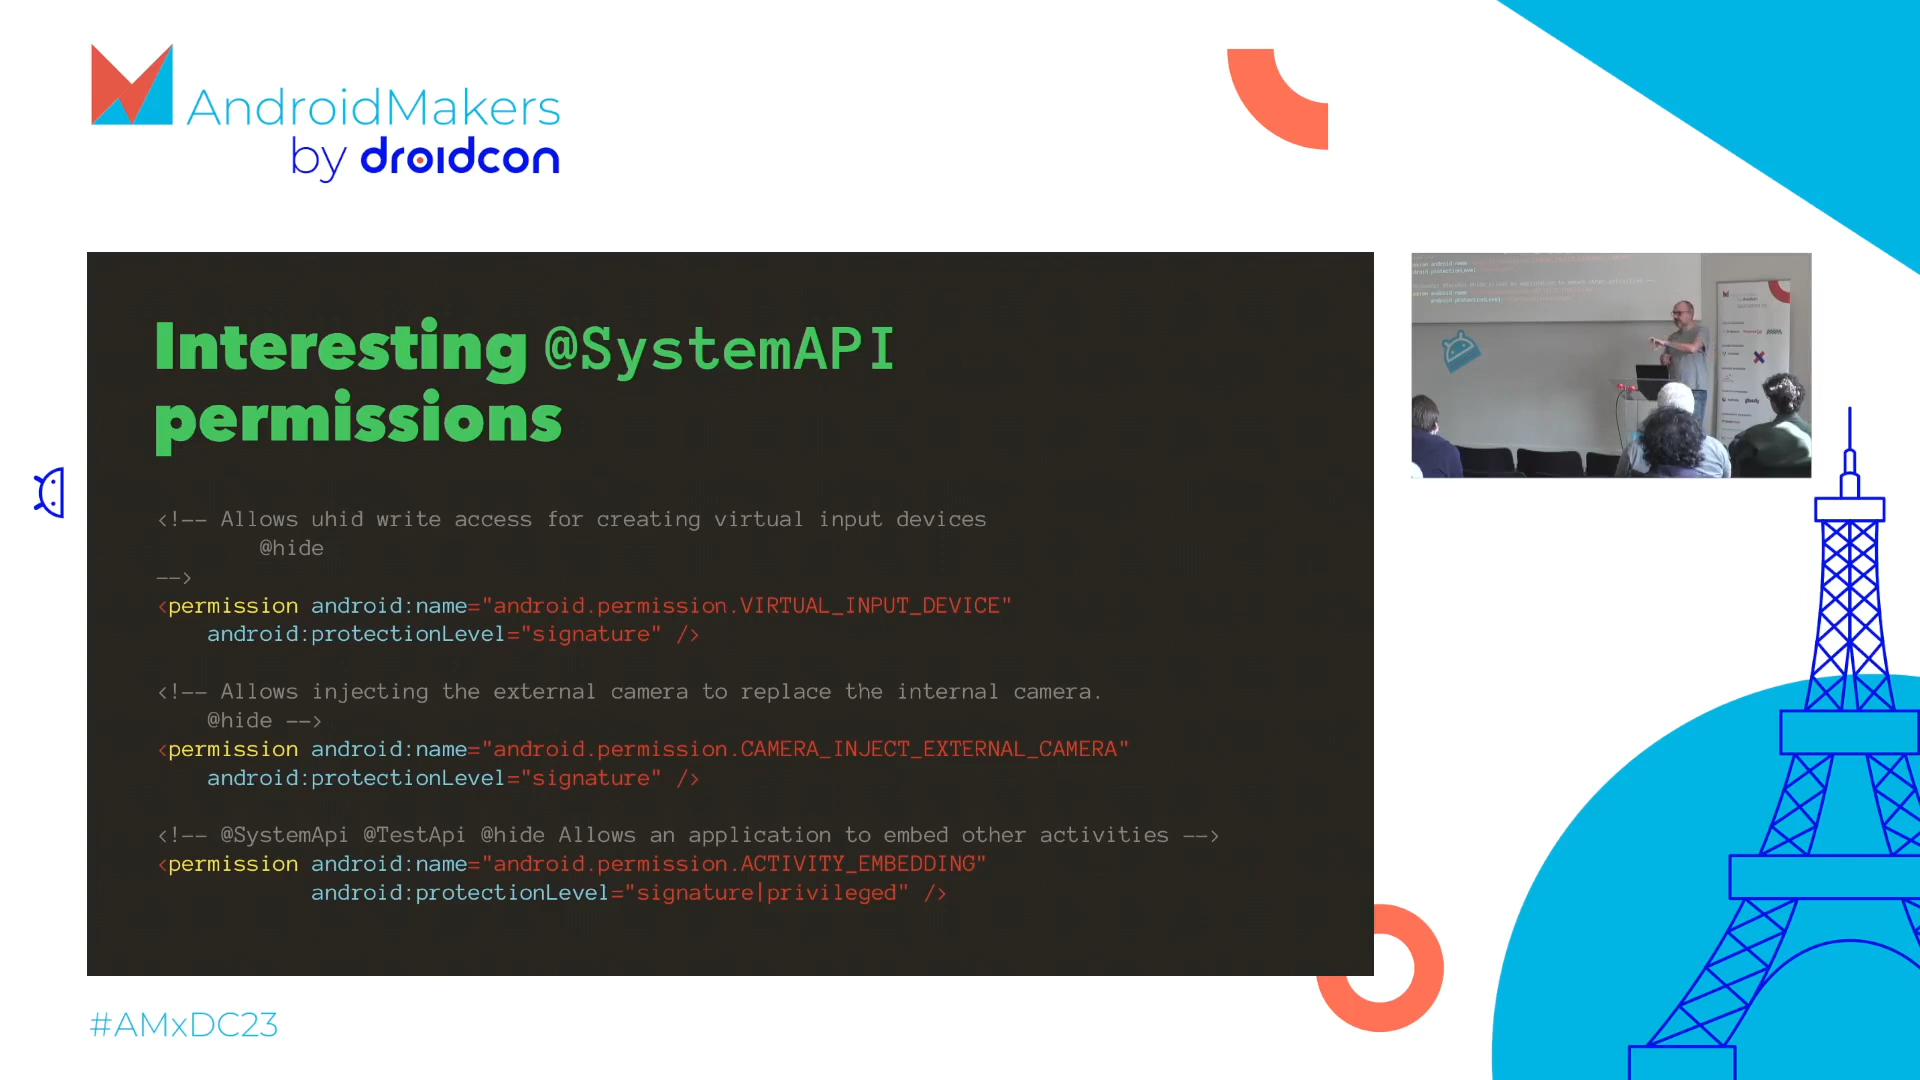 AndroidMakers
by droidcon
Interesting @SystemAPI
permissions
<!-- Allows uhid write access for creating virtual input devices
@hide
-->
<permission android:name="android.permission.VIRTUAL_INPUT_DEVICE"
android:protectionLevel="signature" />
<!-- Allows injecting the external camera to replace the internal camera.
@hide -->
<permission android:name="android.permission.CAMERA_INJECT_EXTERNAL_CAMERA"
android:protectionLevel="signature" />
<!-- @SystemApi @TestApi @hide Allows an application to embed other activities -->
<permission android:name="android.permission.ACTIVITY_EMBEDDING"
android:protectionLevel="signature|privileged" />
#AMxDC23